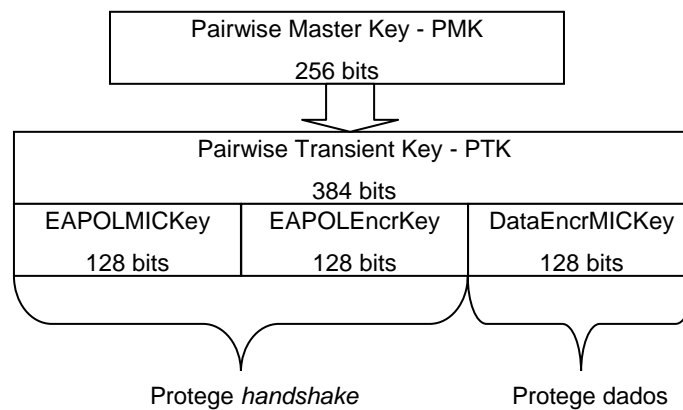 Pairwise Master Key - PMK
256 bits
Pairwise Transient Key - PTK
384 bits
EAPOLMICKey EAPOLEncrKey DataEncrMICKey
128 bits 128 bits 128 bits
Protege handshake Protege dados